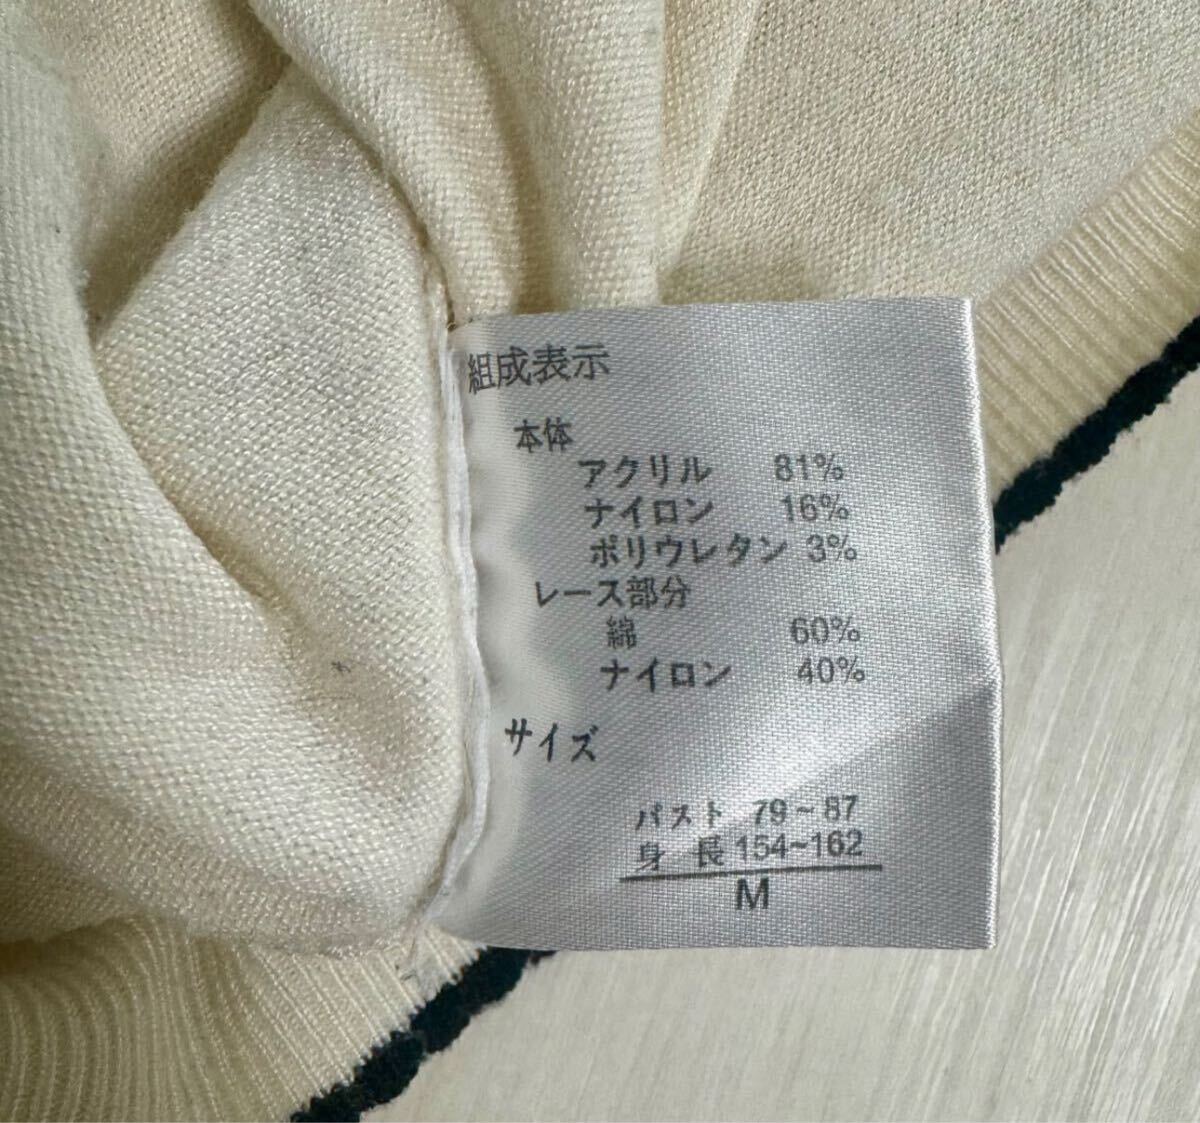 組成表示
本体
アクリル 81%
ナイロン 16%
ポリウレタン 3%
レース部分
綿 60%
ナイロン 40%
サイズ
バスト 79~87
身 長 154~162
M